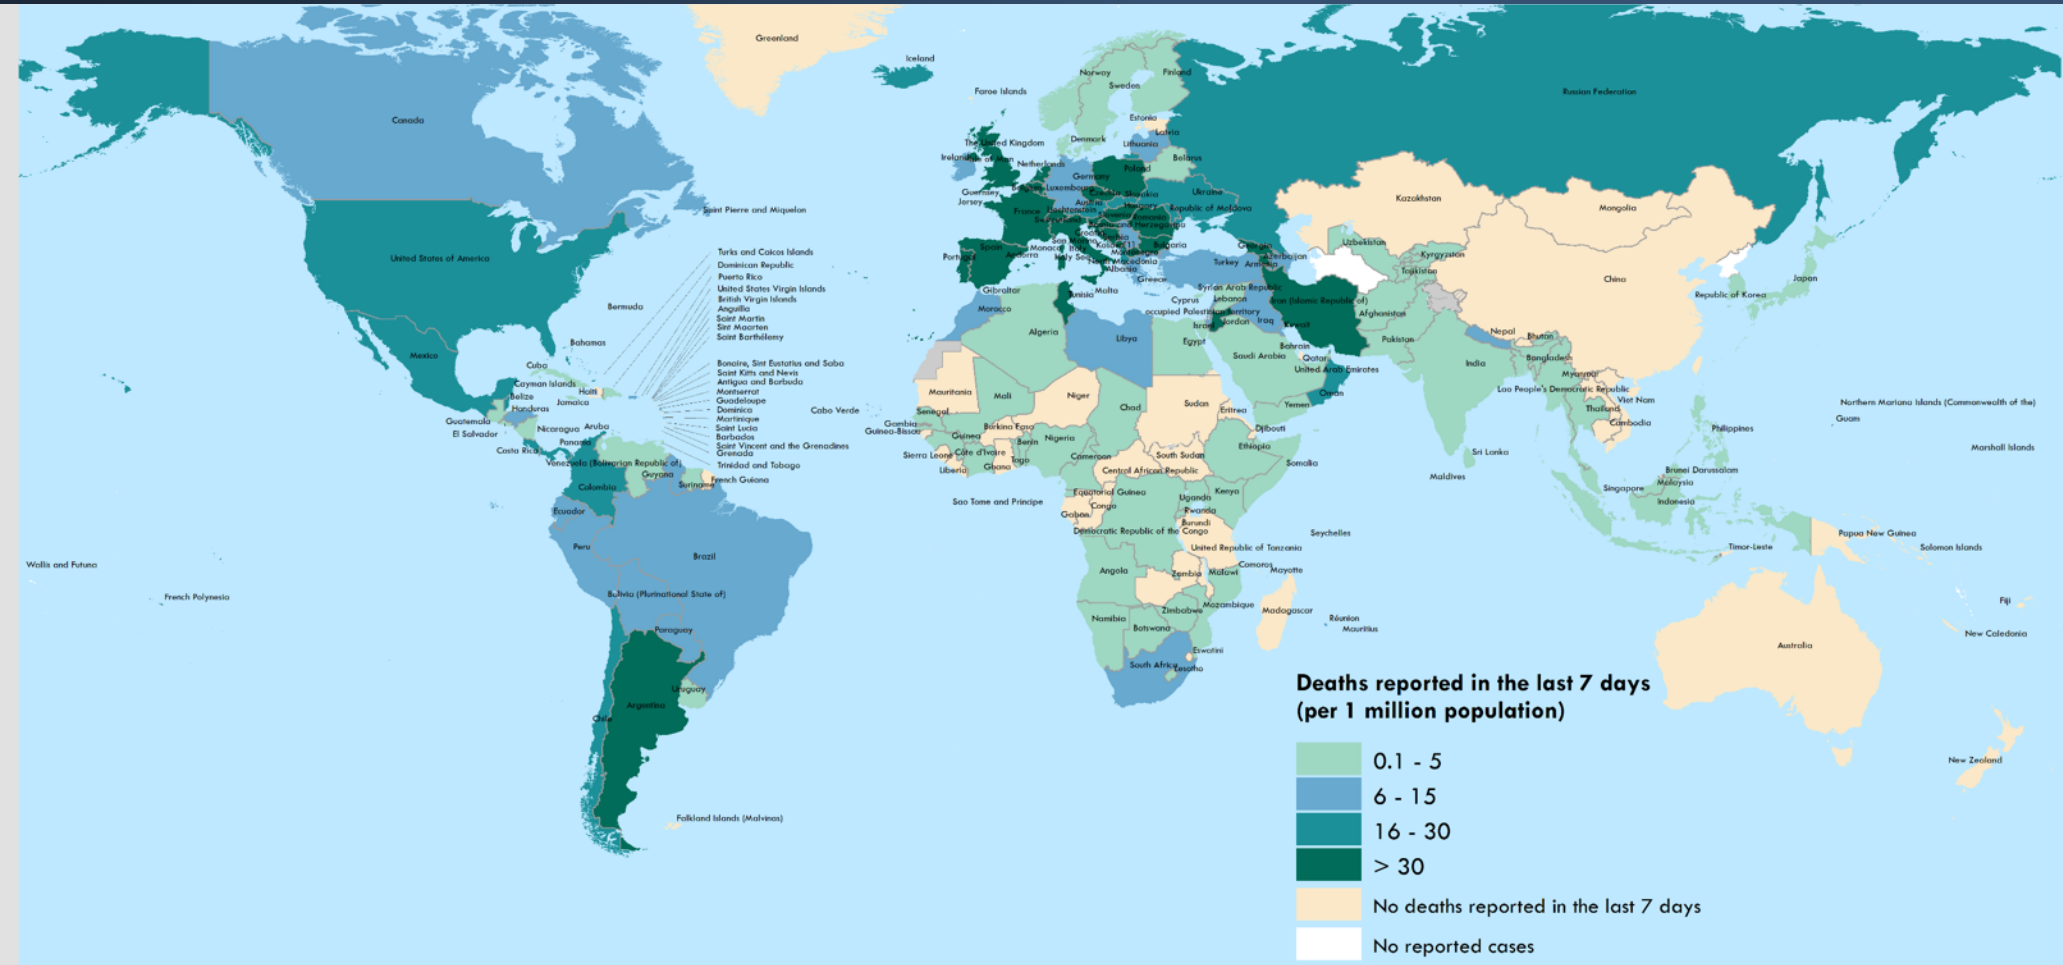 Greenland
Iceland
Faroe Islands
Norway
Sweden
Finland
Russian Federation
Canada
Estonia
Latvia
Denmark
Lithuania
The United Kingdom
Ireland
Isle of Man
Netherlands
Belarus
Poland
Germany
Guernsey
Jersey
Luxembourg
Slovakia
Ukraine
Austria
Saint Pierre and Miquelon
France
Liechtenstein
Hungary
Republic of Moldova
Romania
Kazakhstan
Mongolia
United States of America
Spain
Portugal
Andorra
Monaco
San Marino
Italy
Holy See
Bulgaria
North Macedonia
Albania
Greece
Georgia
Azerbaijan
Armenia
Turkey
Uzbekistan
Kyrgyzstan
Tajikistan
China
Japan
Republic of Korea
Turks and Caicos Islands
Dominican Republic
Puerto Rico
United States Virgin Islands
British Virgin Islands
Anguilla
Saint Martin
Sint Maarten
Saint Barthélemy
Bermuda
Gibraltar
Malta
Tunisia
Cyprus
Syrian Arab Republic
Lebanon
occupied Palestinian territory
Israel
Jordan
Iraq
Iran (Islamic Republic of)
Kuwait
Afghanistan
Morocco
Algeria
Libya
Egypt
Bahrain
Qatar
Saudi Arabia
United Arab Emirates
Oman
Pakistan
India
Nepal
Bhutan
Bangladesh
Myanmar
Lao People's Democratic Republic
Viet Nam
Thailand
Cambodia
Mexico
Bahamas
Cuba
Cayman Islands
Haiti
Belize
Jamaica
Honduras
Guatemala
El Salvador
Nicaragua
Aruba
Costa Rica
Panama
Bonaire, Sint Eustatius and Saba
Saint Kitts and Nevis
Antigua and Barbuda
Montserrat
Guadeloupe
Dominica
Martinique
Saint Lucia
Barbados
Saint Vincent and the Grenadines
Grenada
Trinidad and Tobago
Cabo Verde
Mauritania
Mali
Niger
Chad
Sudan
Eritrea
Yemen
Djibouti
Senegal
Gambia
Guinea-Bissau
Guinea
Burkina Faso
Benin
Nigeria
Sierra Leone
Côte d'Ivoire
Liberia
Ghana
Togo
Cameroon
Central African Republic
South Sudan
Ethiopia
Somalia
Sri Lanka
Maldives
Philippines
Northern Mariana Islands (Commonwealth of the)
Guam
Marshall Islands
Brunei Darussalam
Malaysia
Singapore
Indonesia
Venezuela (Bolivarian Republic of)
Guyana
Suriname
French Guiana
Colombia
Ecuador
Peru
Brazil
Bolivia (Plurinational State of)
Paraguay
Uruguay
Argentina
Chile
Falkland Islands (Malvinas)
Wallis and Futuna
French Polynesia
Sao Tome and Principe
Equatorial Guinea
Gabon
Congo
Democratic Republic of the Congo
Uganda
Kenya
Rwanda
Burundi
United Republic of Tanzania
Seychelles
Angola
Zambia
Malawi
Comoros
Mayotte
Mozambique
Zimbabwe
Madagascar
Namibia
Botswana
Réunion
Mauritius
Eswatini
South Africa
Lesotho
Timor-Leste
Papua New Guinea
Solomon Islands
Fiji
New Caledonia
Australia
New Zealand
Deaths reported in the last 7 days
(per 1 million population)
0.1 - 5
6 - 15
16 - 30
> 30
No deaths reported in the last 7 days
No reported cases